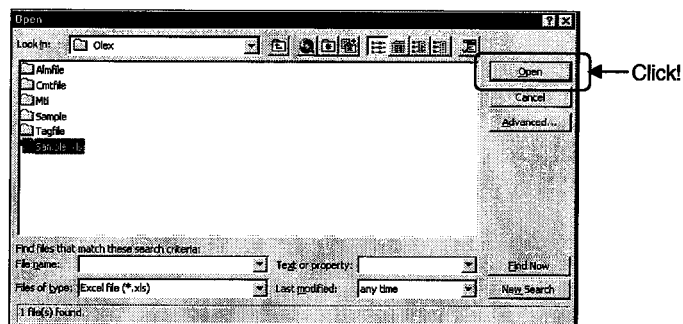 Open
Look in: Olex
Almfile
Cmtfile
Mtl
Sample
Tagfile
Sample.xls
Open
Click!
Cancel
Advanced...
Find files that match these search criteria:
File name:
Text or property:
Find Now
Files of type: Excel file (*.xls)
Last modified: any time
New Search
1 file(s) found.